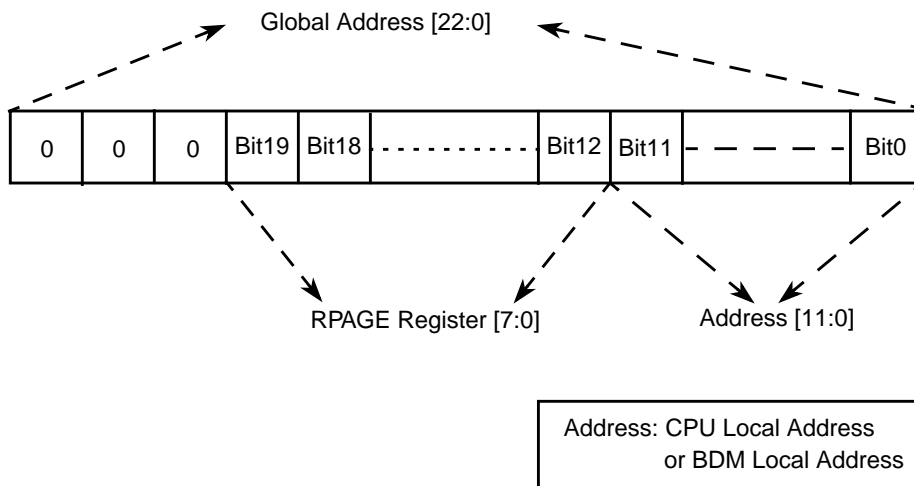 Global Address [22:0]
0 0 0 Bit19 Bit18 Bit12 Bit11 Bit0
RPAGE Register [7:0] Address [11:0]
Address: CPU Local Address
or BDM Local Address